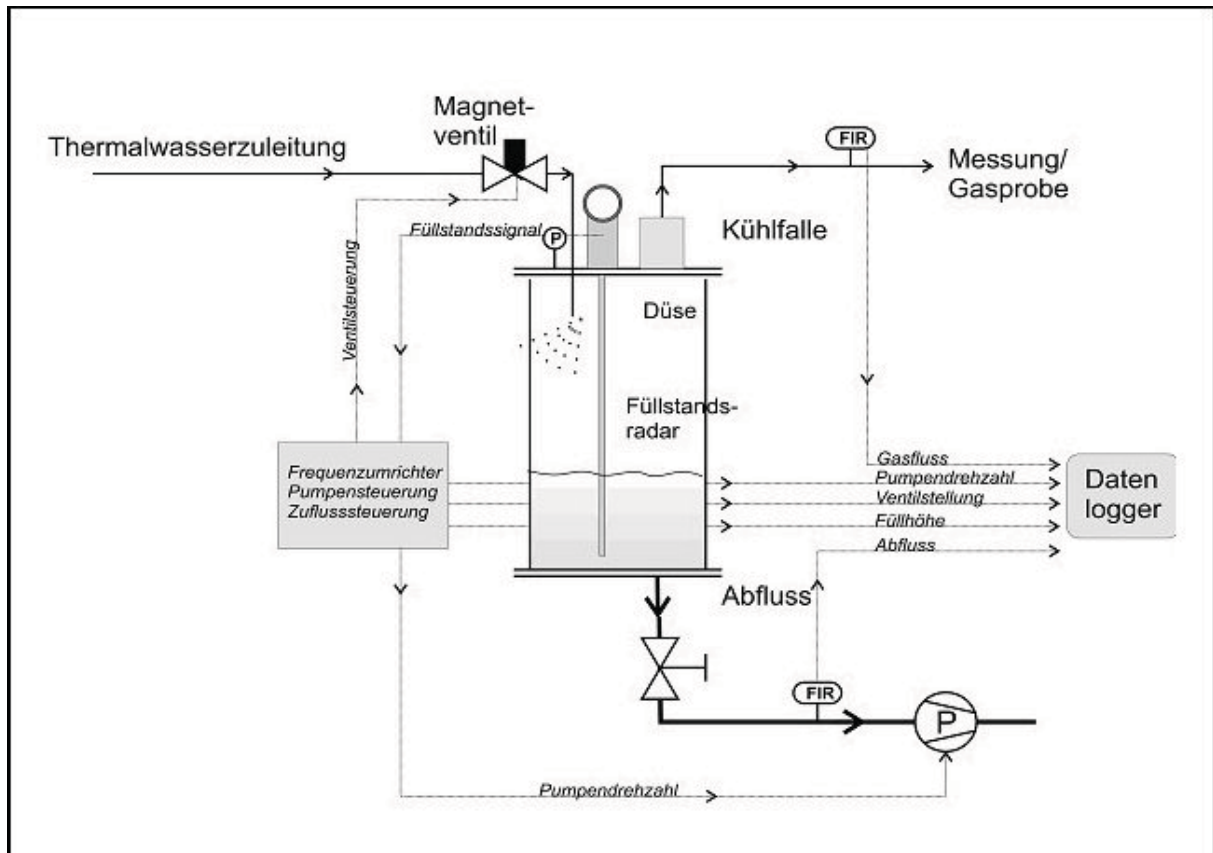 Magnet-
ventil
Thermalwasserzuleitung
FIR
Messung/
Gasprobe
Füllstandssignal
P
Kühlfalle
Ventilsteuerung
Düse
Füllstands-
radar
Frequenzumrichter
Pumpensteuerung
Zuflusssteuerung
Gasfluss
Pumpendrehzahl
Ventilstellung
Füllhöhe
Abfluss
Daten
logger
Abfluss
FIR
P
Pumpendrehzahl